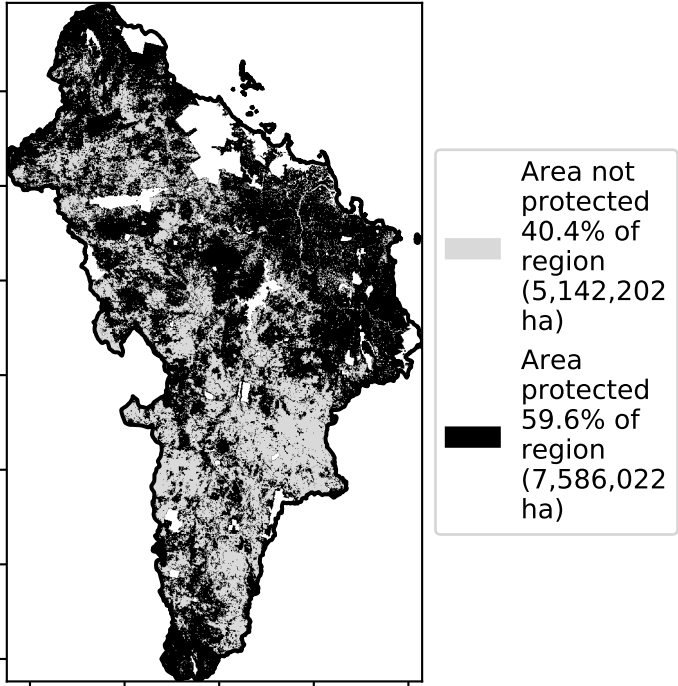 Area not
protected
40.4% of
region
(5,142,202
ha)
Area
protected
59.6% of
region
(7,586,022
ha)